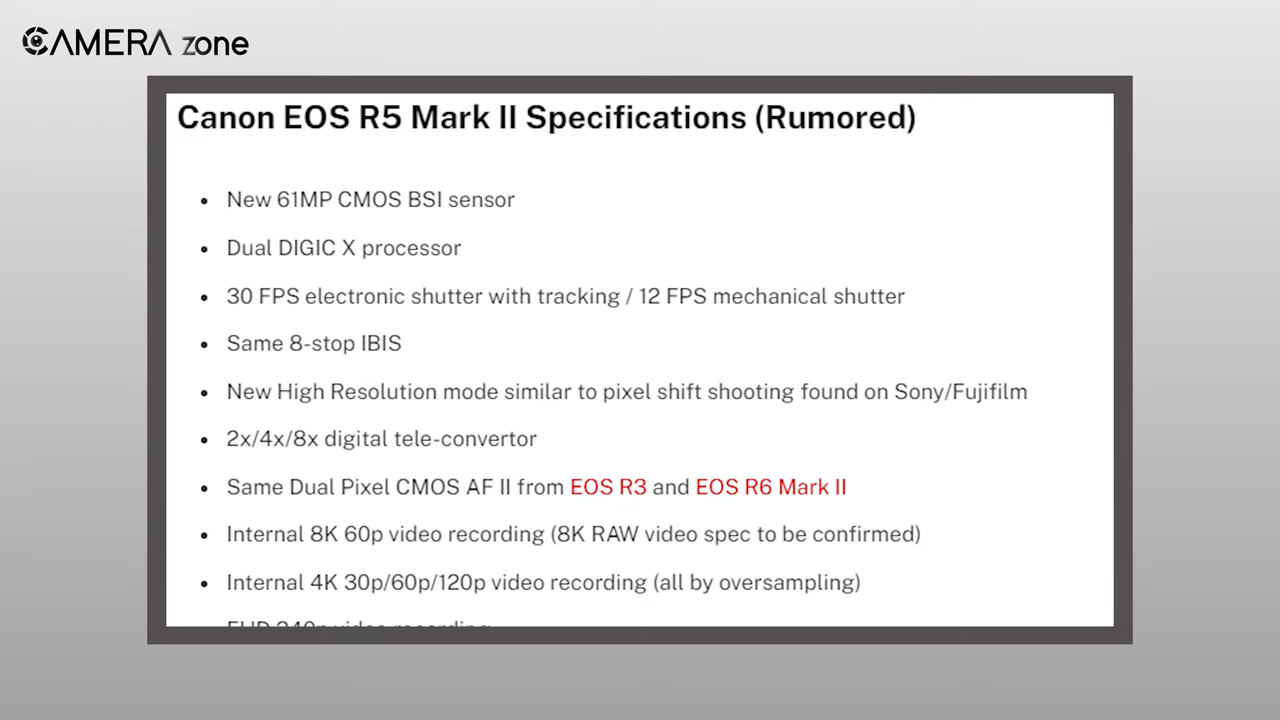 CAMERA zone
Canon EOS R5 Mark II Specifications (Rumored)
• New 61MP CMOS BSI sensor
• Dual DIGIC X processor
• 30 FPS electronic shutter with tracking / 12 FPS mechanical shutter
• Same 8-stop IBIS
• New High Resolution mode similar to pixel shift shooting found on Sony/Fujifilm
• 2x/4x/8x digital tele-convertor
• Same Dual Pixel CMOS AF II from EOS R3 and EOS R6 Mark II
• Internal 8K 60p video recording (8K RAW video spec to be confirmed)
• Internal 4K 30p/60p/120p video recording (all by oversampling)
FHD 240p video recording